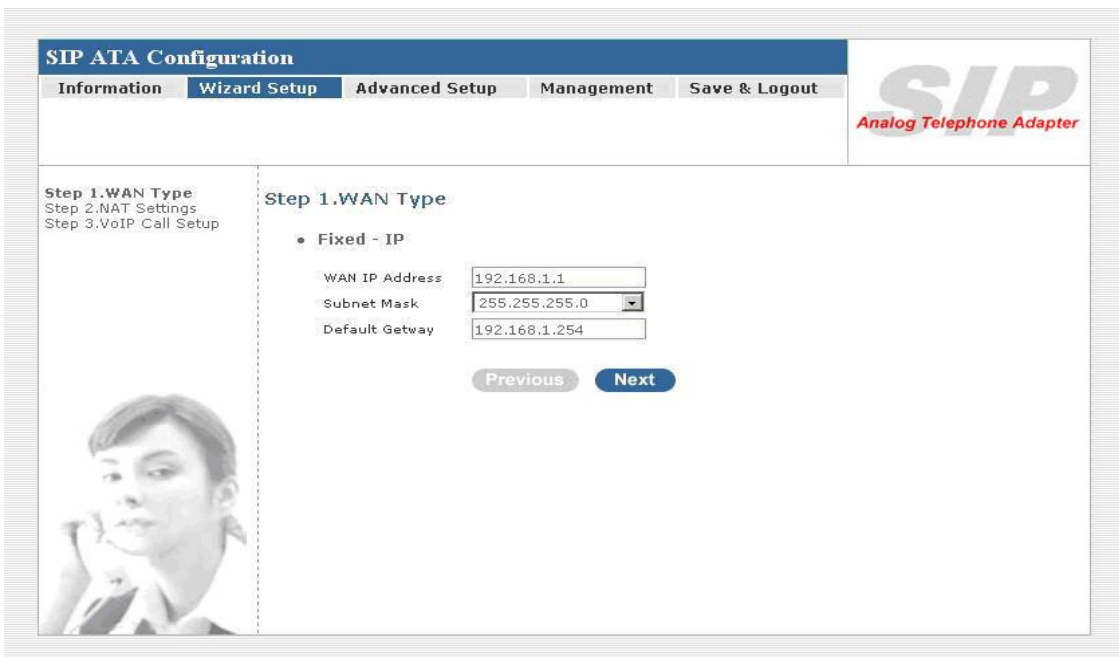 SIP ATA Configuration
Information Wizard Setup Advanced Setup Management Save & Logout
SIP
Analog Telephone Adapter
Step 1.WAN Type
Step 2.NAT Settings
Step 3.VoIP Call Setup
Step 1.WAN Type
• Fixed - IP
WAN IP Address 192.168.1.1
Subnet Mask 255.255.255.0
Default Getway 192.168.1.254
Previous Next